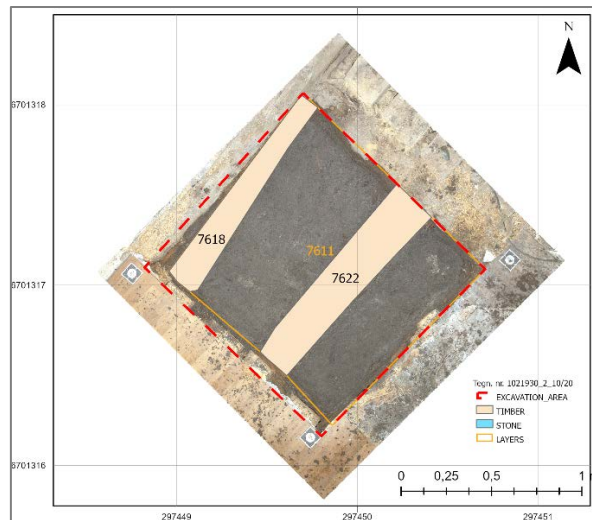 N
6701318
7618
7611
7622
6701317
Tegn. nr. 1021930_2_10/20
EXCAVATION_AREA
TIMBER
STONE
LAYERS
6701316
0 0,25 0,5 1
297449 297450 297451